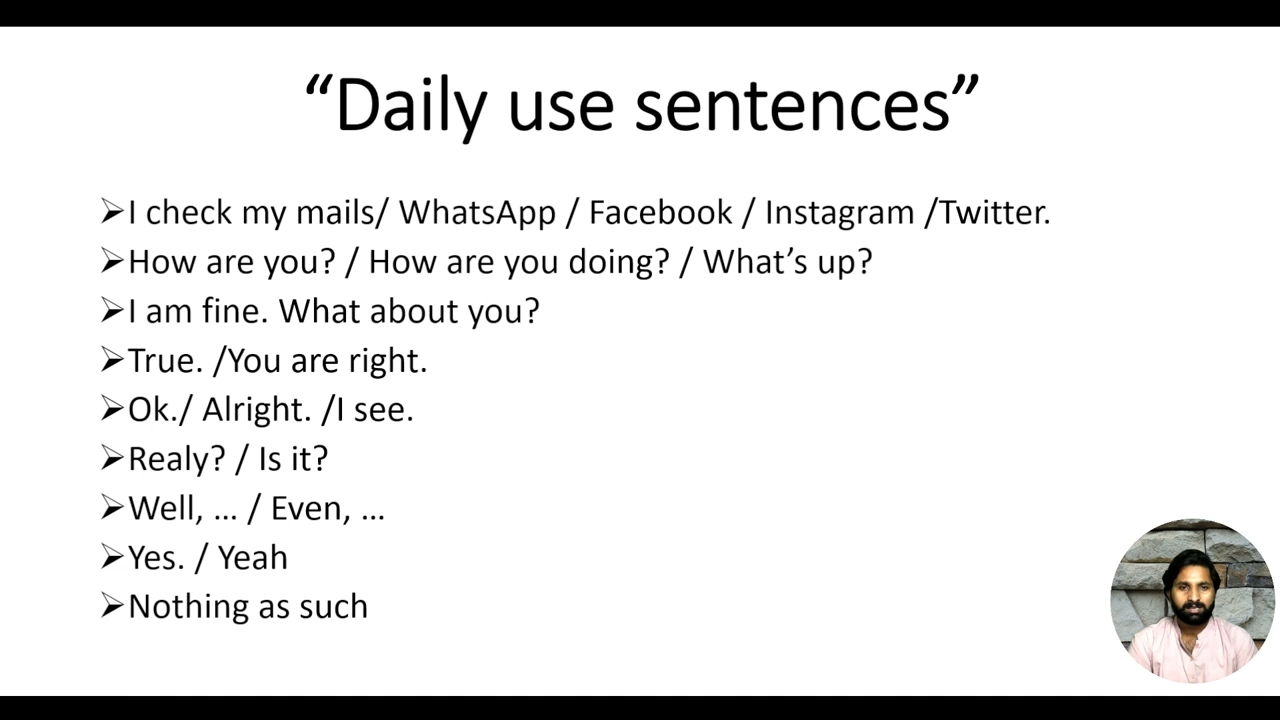 “Daily use sentences”
➢I check my mails/ WhatsApp / Facebook / Instagram /Twitter.
➢How are you? / How are you doing? / What’s up?
➢I am fine. What about you?
➢True. /You are right.
➢Ok./ Alright. /I see.
➢Realy? / Is it?
➢Well, … / Even, …
➢Yes. / Yeah
➢Nothing as such